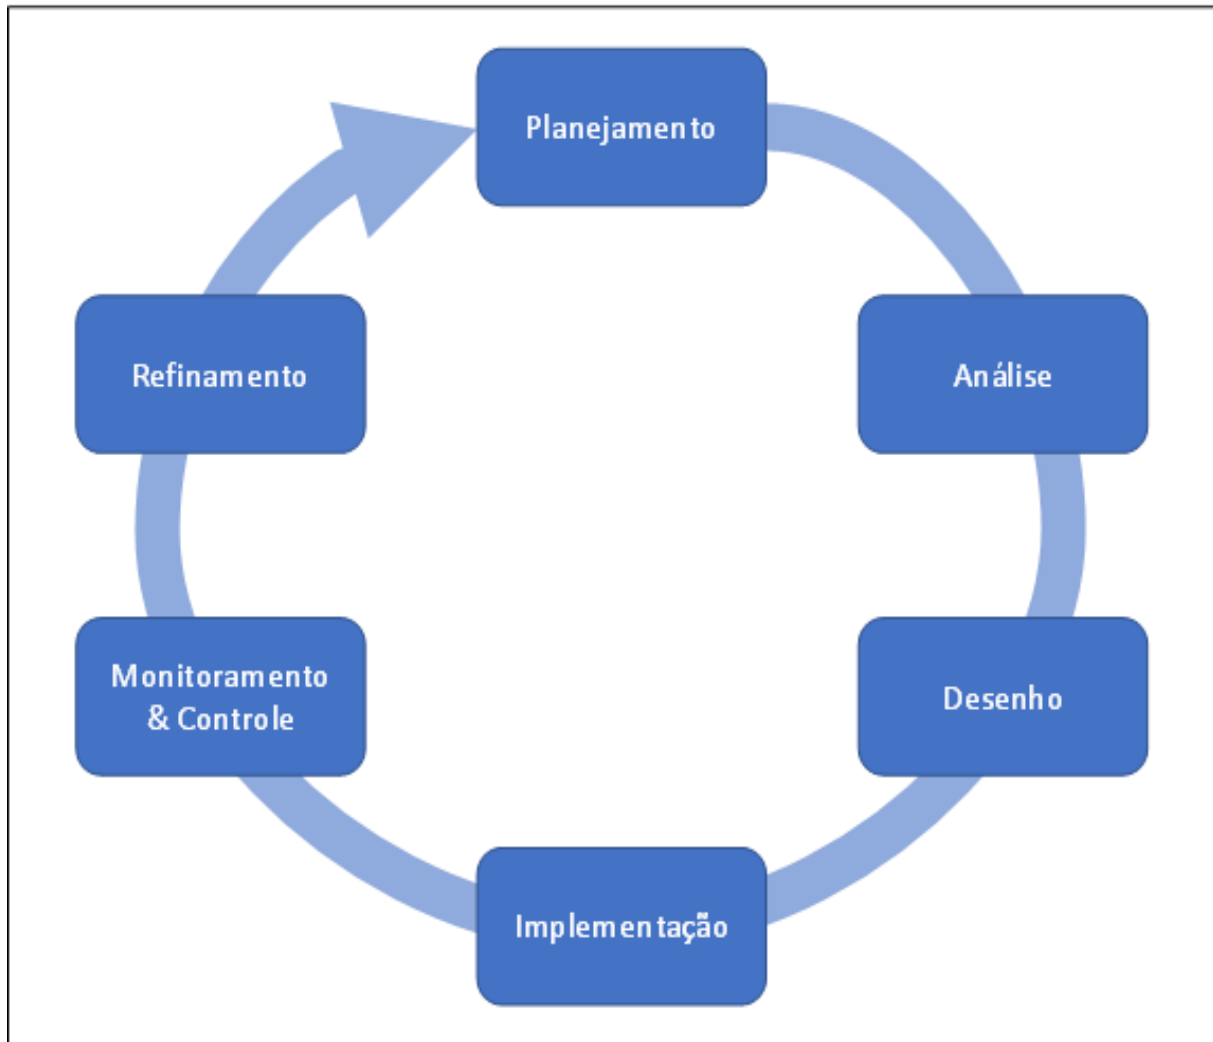 Planejamento
Análise
Desenho
Implementação
Monitoramento
& Controle
Refinamento